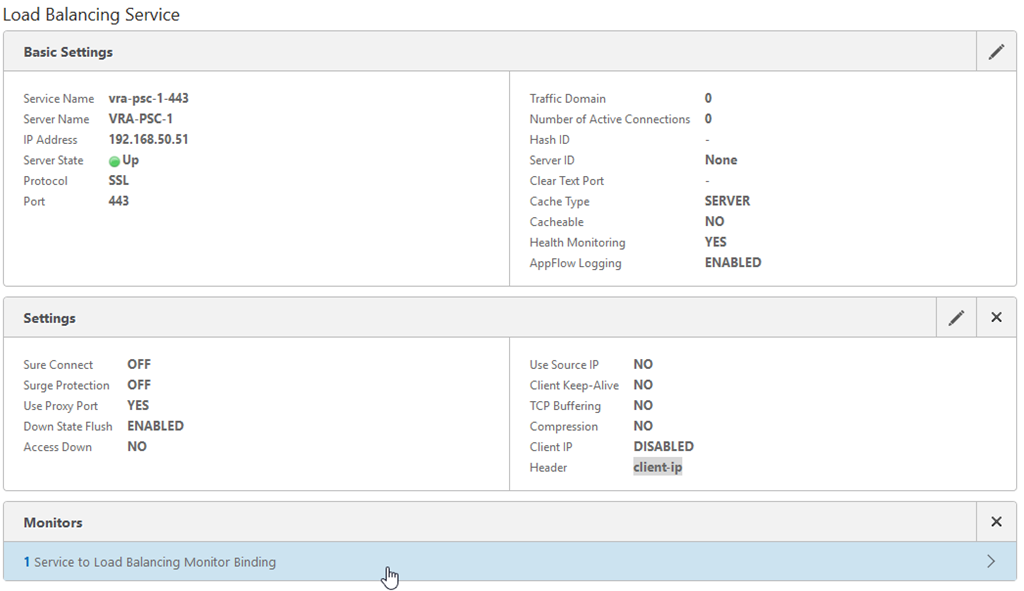 Load Balancing Service
Basic Settings
Service Name vra-psc-1-443
Server Name VRA-PSC-1
IP Address 192.168.50.51
Server State Up
Protocol SSL
Port 443
Traffic Domain 0
Number of Active Connections 0
Hash ID -
Server ID None
Clear Text Port -
Cache Type SERVER
Cacheable NO
Health Monitoring YES
AppFlow Logging ENABLED
Settings
Sure Connect OFF
Surge Protection OFF
Use Proxy Port YES
Down State Flush ENABLED
Access Down NO
Use Source IP NO
Client Keep-Alive NO
TCP Buffering NO
Compression NO
Client IP DISABLED
Header client-ip
Monitors
1 Service to Load Balancing Monitor Binding